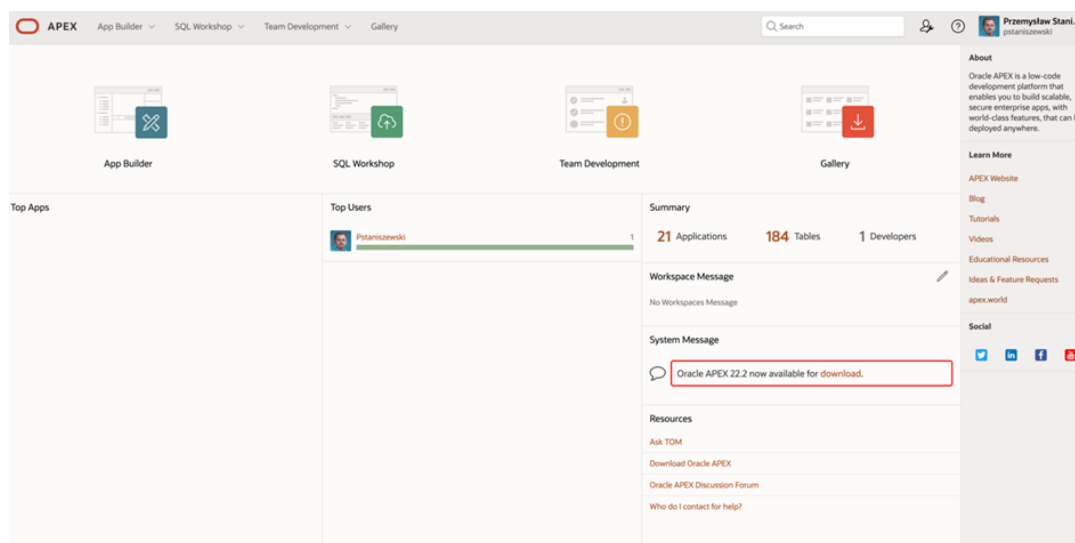 APEX App Builder SQL Workshop Team Development Gallery Search Przemysław Stani.
pstaniszewski
App Builder
SQL Workshop
Team Development
Gallery
Top Apps
Top Users
Pstaniszewski 1
Summary
21 Applications 184 Tables 1 Developers
Workspace Message
No Workspaces Message
System Message
Oracle APEX 22.2 now available for download.
Resources
Ask TOM
Download Oracle APEX
Oracle APEX Discussion Forum
Who do I contact for help?
About
Oracle APEX is a low-code
development platform that
enables you to build scalable,
secure enterprise apps, with
world-class features, that can
deployed anywhere.
Learn More
APEX Website
Blog
Tutorials
Videos
Educational Resources
Ideas & Feature Requests
apex.world
Social